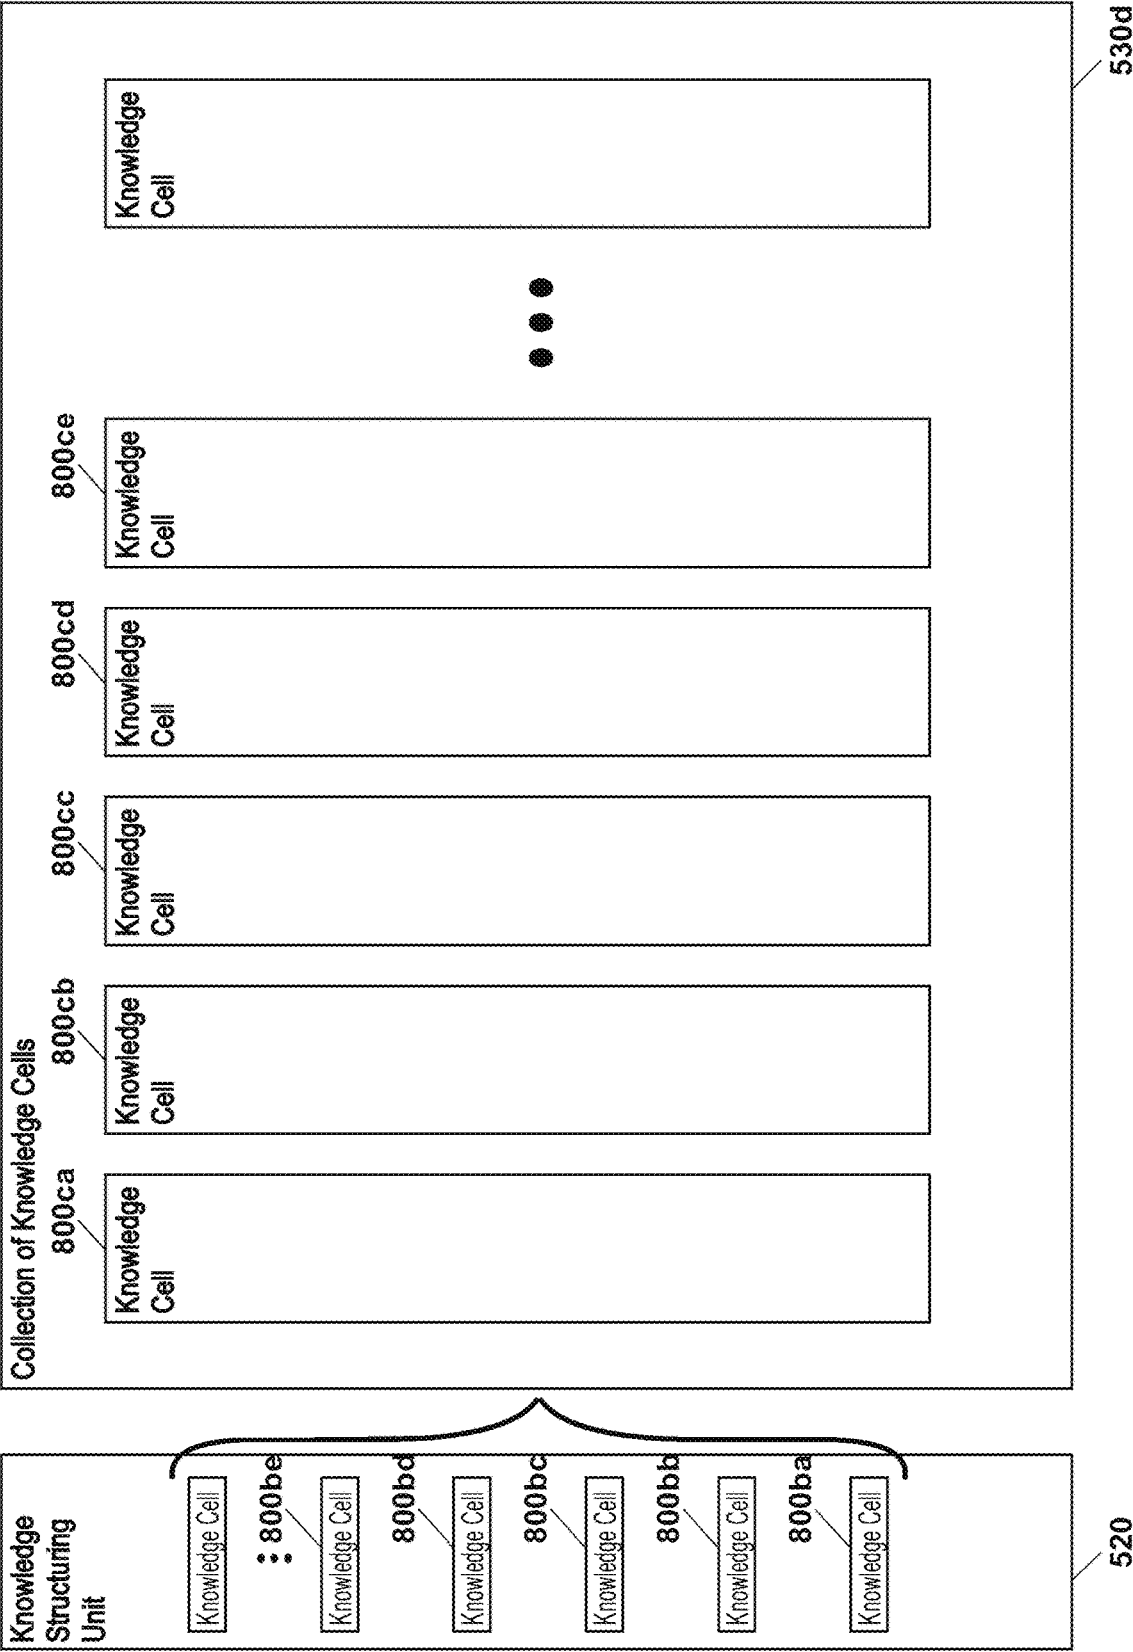 Knowledge
Structuring
Unit
Knowledge Cell
800be
Knowledge Cell
800bd
Knowledge Cell
800bc
Knowledge Cell
800bb
Knowledge Cell
800ba
Knowledge Cell
520
Collection of Knowledge Cells
800ca
Knowledge
Cell
800cb
Knowledge
Cell
800cc
Knowledge
Cell
800cd
Knowledge
Cell
800ce
Knowledge
Cell
Knowledge
Cell
530d